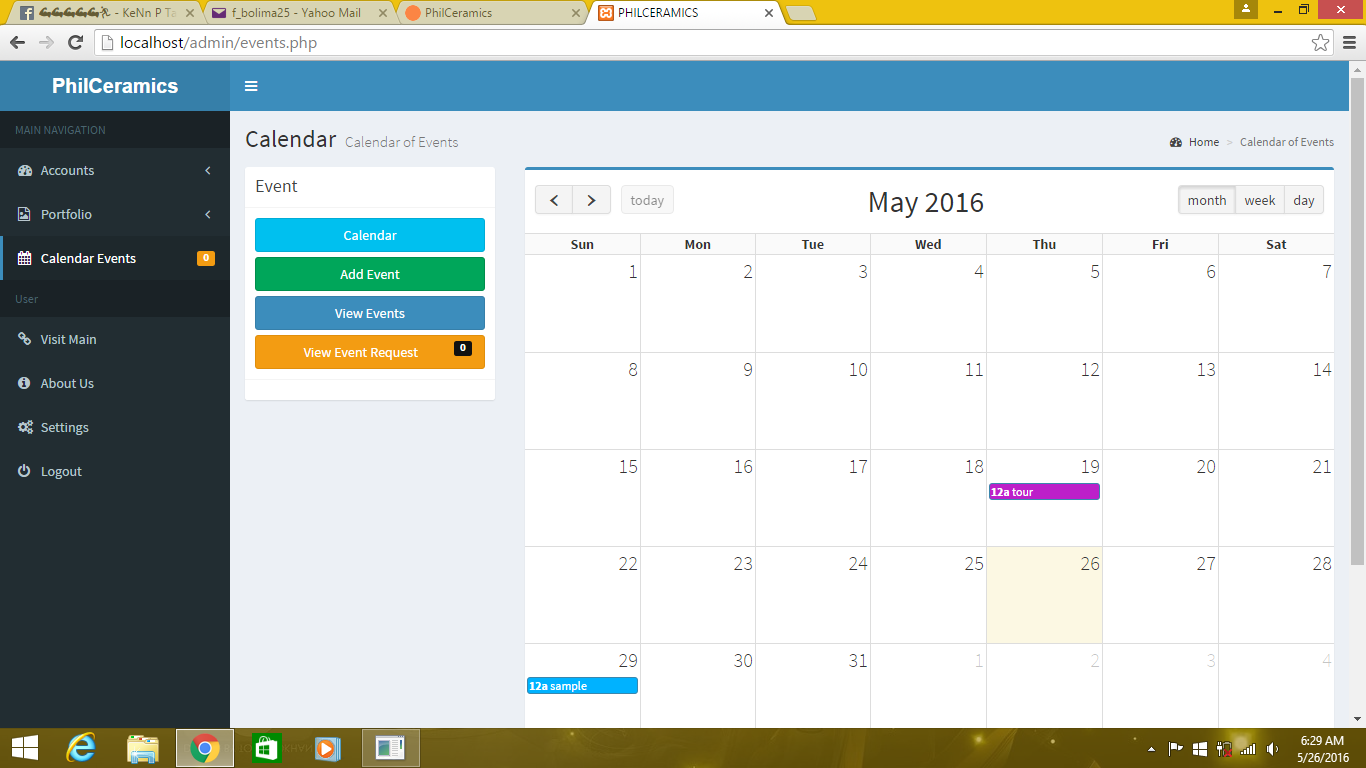 - KeNn P Ta
f_bolima25 - Yahoo Mail
PhilCeramics
PHILCERAMICS
localhost/admin/events.php
PhilCeramics
MAIN NAVIGATION
Accounts
Portfolio
Calendar Events 0
User
Visit Main
About Us
Settings
Logout
Calendar Calendar of Events
Home > Calendar of Events
Event
Calendar
Add Event
View Events
View Event Request 0
today
May 2016
month week day
Sun Mon Tue Wed Thu Fri Sat
1 2 3 4 5 6 7
8 9 10 11 12 13 14
15 16 17 18 19 20 21
12a tour
22 23 24 25 26 27 28
29 30 31 1 2 3 4
12a sample
6:29 AM
5/26/2016